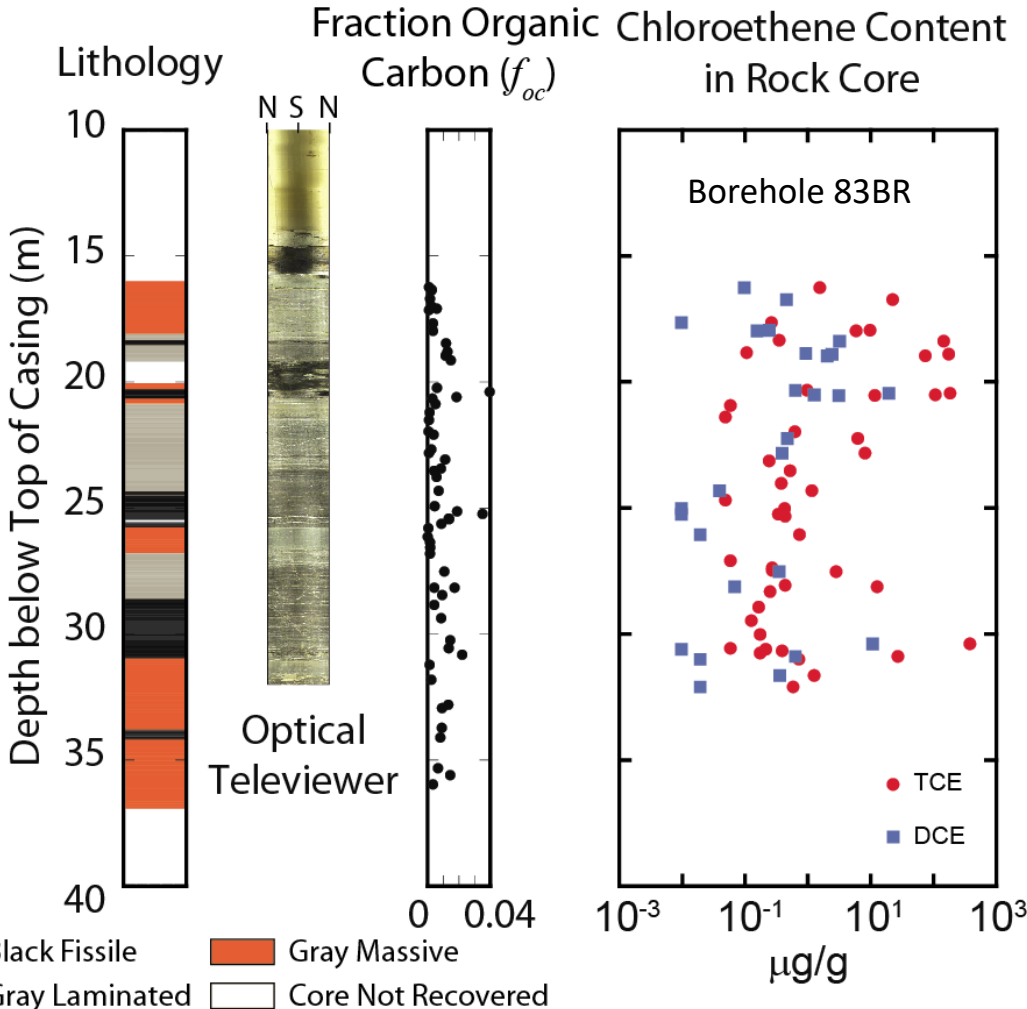 Lithology
Fraction Organic
Carbon (foc)
Chloroethene Content
in Rock Core
N S N
Depth below Top of Casing (m)
10
15
20
25
30
35
40
Optical
Televiewer
0 0.04
Borehole 83BR
TCE
DCE
10-3 10-1 101 103
µg/g
lack Fissile
Gray Massive
Gray Laminated
Core Not Recovered